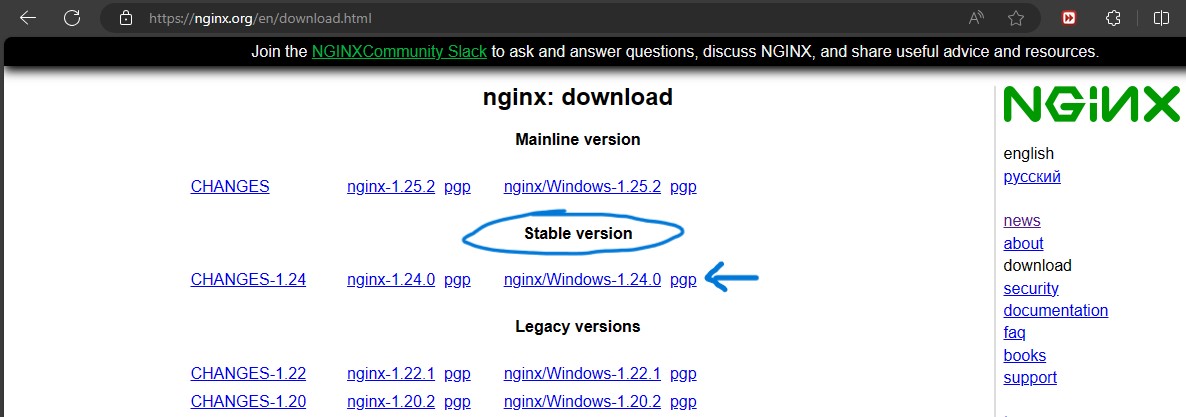 https://nginx.org/en/download.html
Join the NGINXCommunity Slack to ask and answer questions, discuss NGINX, and share useful advice and resources.
nginx: download
Mainline version
CHANGES nginx-1.25.2 pgp nginx/Windows-1.25.2 pgp
Stable version
CHANGES-1.24 nginx-1.24.0 pgp nginx/Windows-1.24.0 pgp
Legacy versions
CHANGES-1.22 nginx-1.22.1 pgp nginx/Windows-1.22.1 pgp
CHANGES-1.20 nginx-1.20.2 pgp nginx/Windows-1.20.2 pgp
NGINX
english
русский
news
about
download
security
documentation
faq
books
support